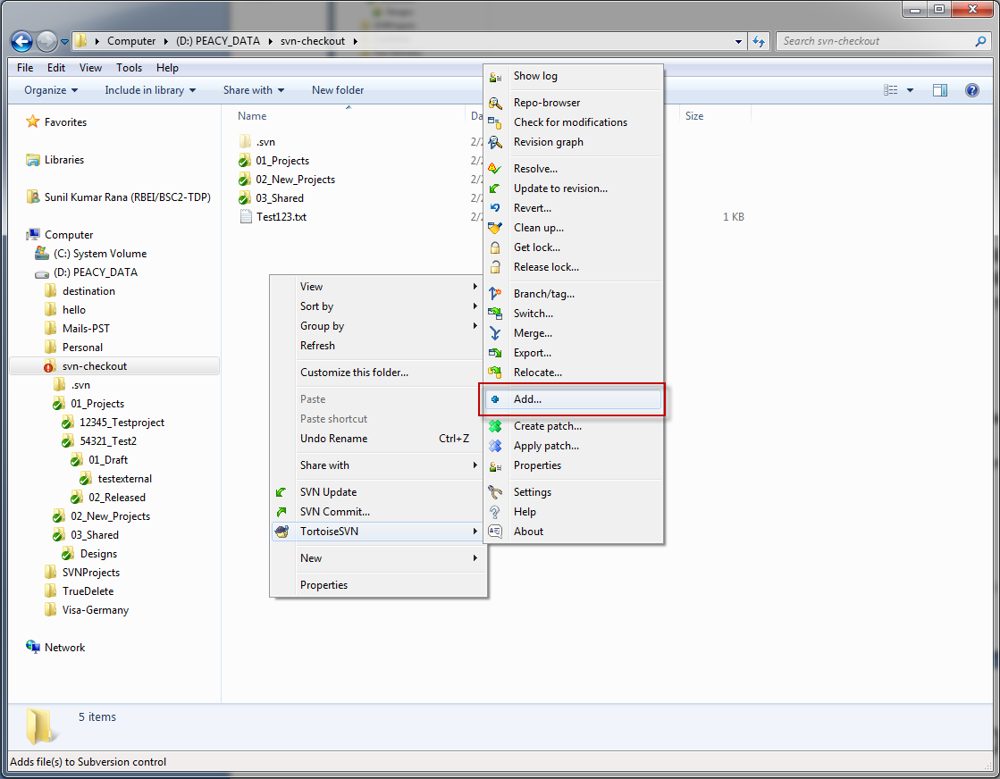 Computer ▸ (D:) PEACY_DATA ▸ svn-checkout ▸
Search svn-checkout
File Edit View Tools Help
Organize Include in library Share with New folder
Favorites
Libraries
Sunil Kumar Rana (RBEI/BSC2-TDP)
Computer
(C:) System Volume
(D:) PEACY_DATA
destination
hello
Mails-PST
Personal
svn-checkout
.svn
01_Projects
12345_Testproject
54321_Test2
01_Draft
testexternal
02_Released
02_New_Projects
03_Shared
Designs
SVNProjects
TrueDelete
Visa-Germany
Network
Name Da Size
.svn 2/2
01_Projects 2/2
02_New_Projects 2/2
03_Shared 2/2
Test123.txt 2/2 1 KB
View
Sort by
Group by
Refresh
Customize this folder...
Paste
Paste shortcut
Undo Rename Ctrl+Z
Share with
SVN Update
SVN Commit...
TortoiseSVN
New
Properties
Show log
Repo-browser
Check for modifications
Revision graph
Resolve...
Update to revision...
Revert...
Clean up...
Get lock...
Release lock...
Branch/tag...
Switch...
Merge...
Export...
Relocate...
Add...
Create patch...
Apply patch...
Properties
Settings
Help
About
5 items
Adds file(s) to Subversion control